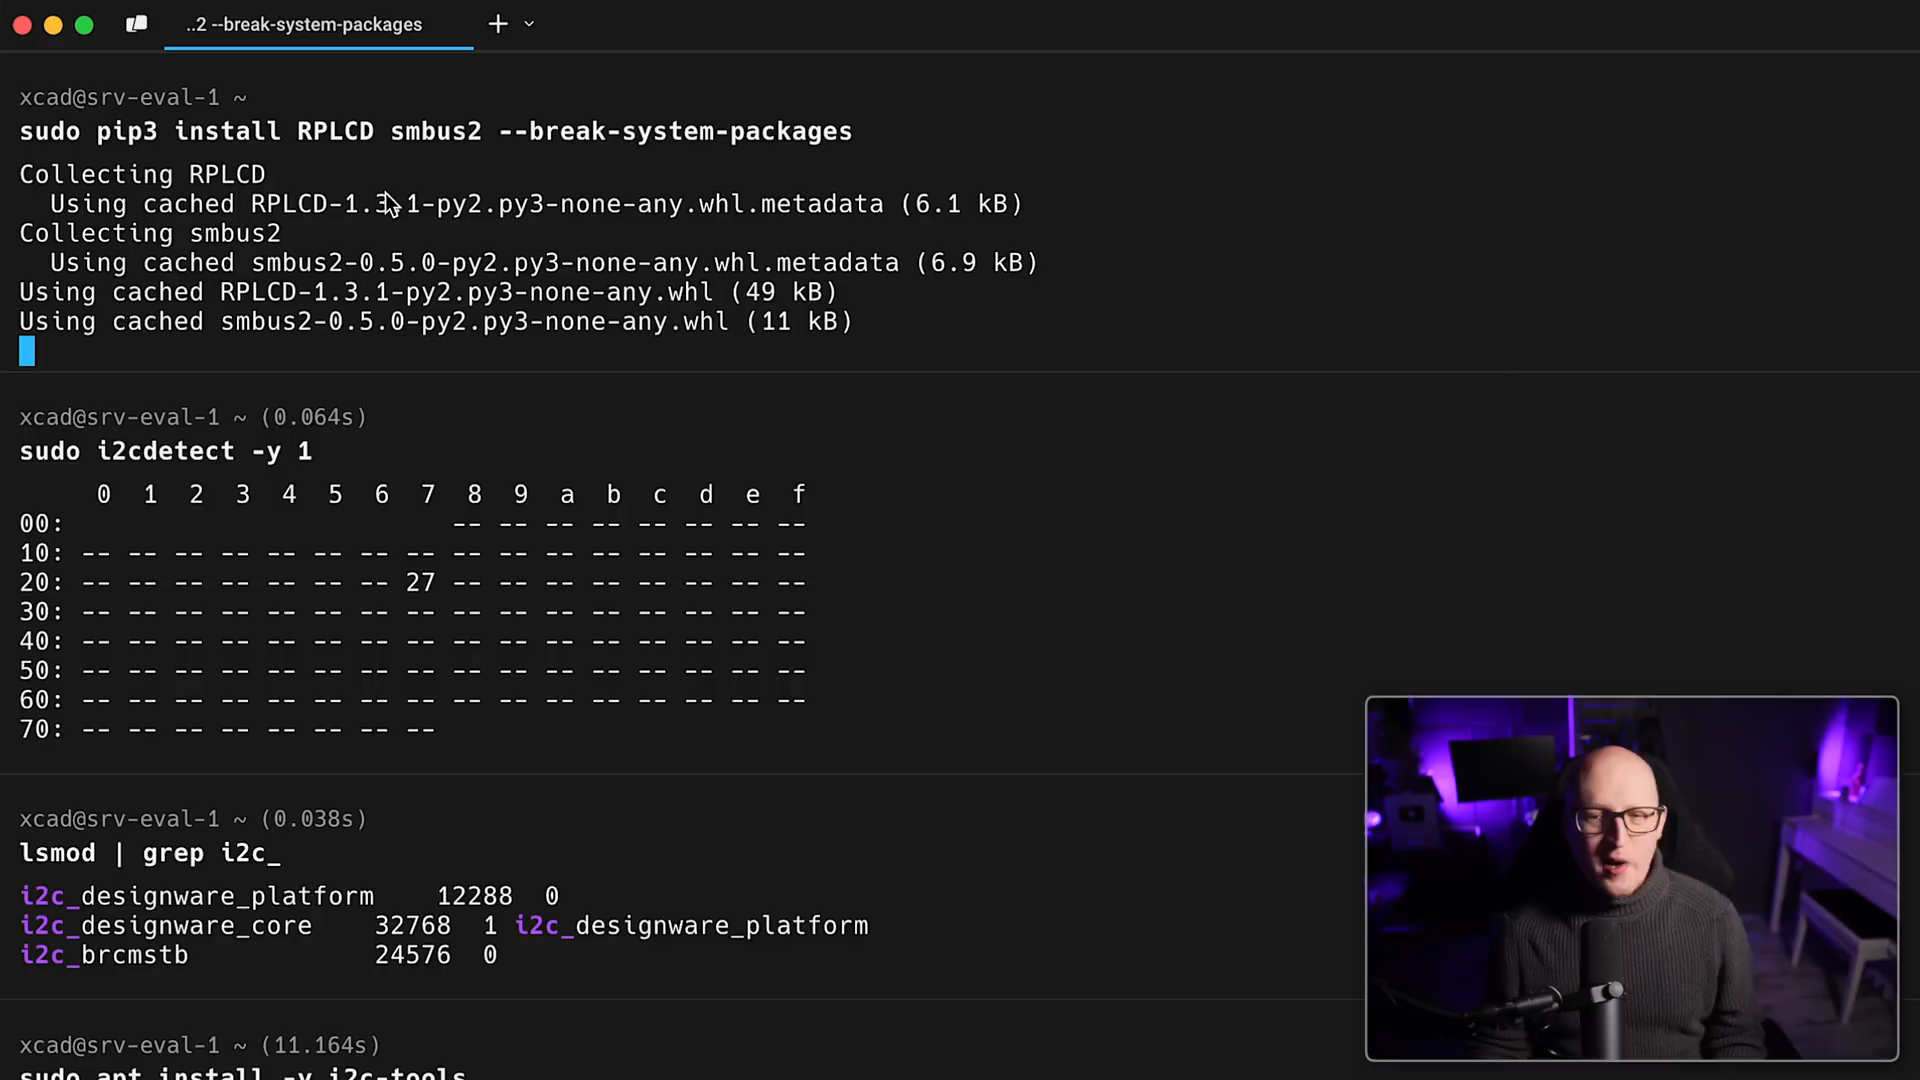 ..2 --break-system-packages
xcad@srv-eval-1 ~
sudo pip3 install RPLCD smbus2 --break-system-packages
Collecting RPLCD
Using cached RPLCD-1.3.1-py2.py3-none-any.whl.metadata (6.1 kB)
Collecting smbus2
Using cached smbus2-0.5.0-py2.py3-none-any.whl.metadata (6.9 kB)
Using cached RPLCD-1.3.1-py2.py3-none-any.whl (49 kB)
Using cached smbus2-0.5.0-py2.py3-none-any.whl (11 kB)
xcad@srv-eval-1 ~ (0.064s)
sudo i2cdetect -y 1
0 1 2 3 4 5 6 7 8 9 a b c d e f
00: -- -- -- -- -- -- -- --
10: -- -- -- -- -- -- -- -- -- -- -- -- -- -- -- --
20: -- -- -- -- -- -- -- 27 -- -- -- -- -- -- -- --
30: -- -- -- -- -- -- -- -- -- -- -- -- -- -- -- --
40: -- -- -- -- -- -- -- -- -- -- -- -- -- -- -- --
50: -- -- -- -- -- -- -- -- -- -- -- -- -- -- -- --
60: -- -- -- -- -- -- -- -- -- -- -- -- -- -- -- --
70: -- -- -- -- -- -- -- --
xcad@srv-eval-1 ~ (0.038s)
lsmod | grep i2c_
i2c_designware_platform 12288 0
i2c_designware_core 32768 1 i2c_designware_platform
i2c_brcmstb 24576 0
xcad@srv-eval-1 ~ (11.164s)
sudo apt install -y i2c-tools